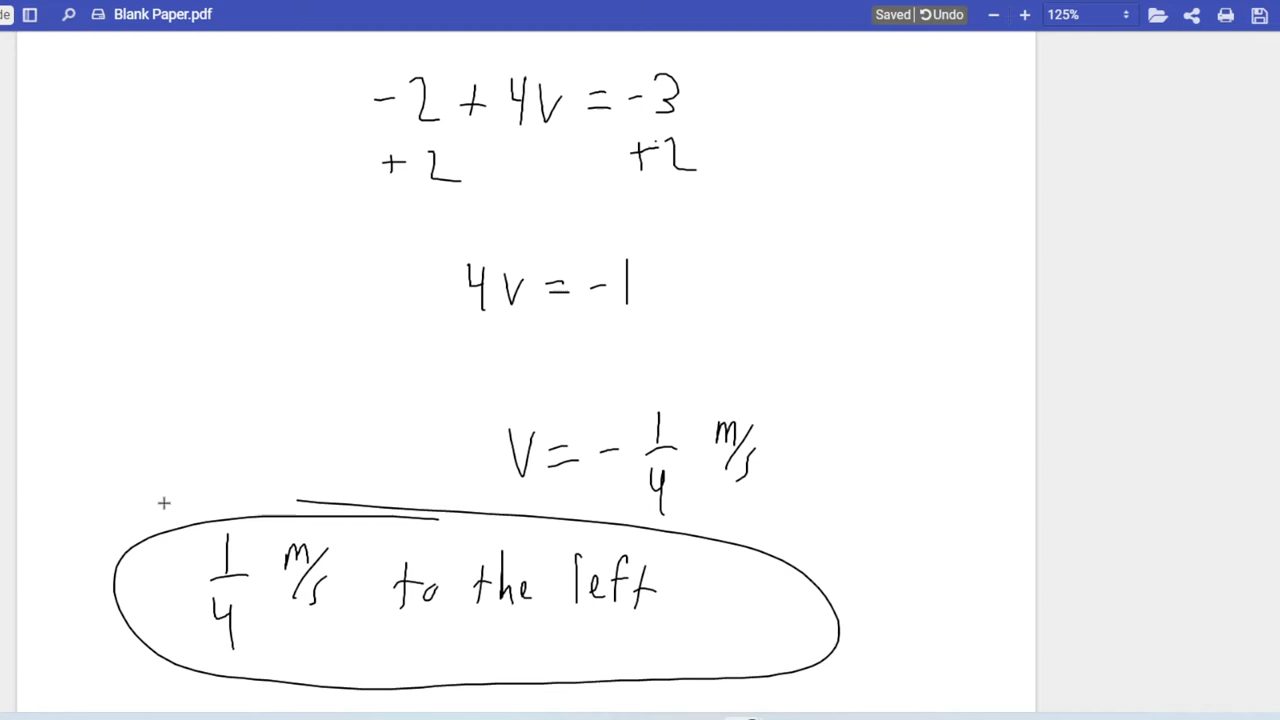 Blank Paper.pdf Saved Undo 125%
-2 + 4v = -3
+ 2 +2
4v = -1
V = - 1/4 m/s
1/4 m/s to the left